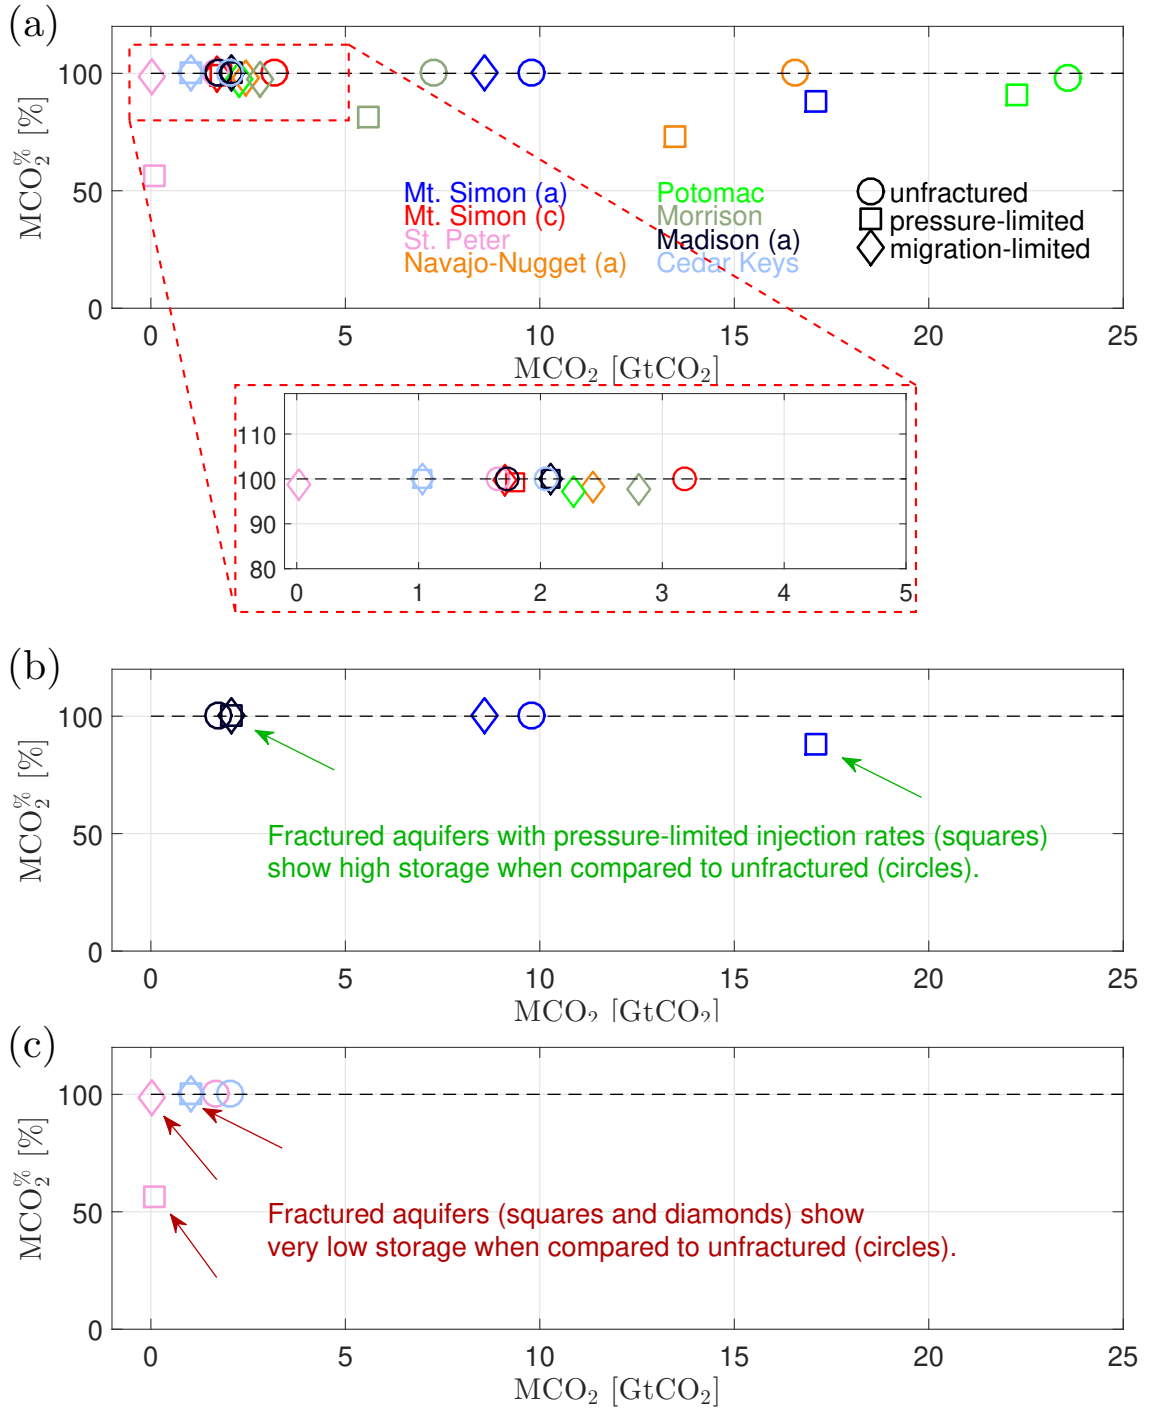 (a)
MCO₂^% [%]
100
50
0
Mt. Simon (a)
Mt. Simon (c)
St. Peter
Navajo-Nugget (a)
Potomac
Morrison
Madison (a)
Cedar Keys
unfractured
pressure-limited
migration-limited
0 5 10 15 20 25
MCO₂ [GtCO₂]
110
100
90
80
0 1 2 3 4 5
(b)
MCO₂^% [%]
100
50
0
Fractured aquifers with pressure-limited injection rates (squares)
show high storage when compared to unfractured (circles).
0 5 10 15 20 25
MCO₂ [GtCO₂]
(c)
MCO₂^% [%]
100
50
0
Fractured aquifers (squares and diamonds) show
very low storage when compared to unfractured (circles).
0 5 10 15 20 25
MCO₂ [GtCO₂]